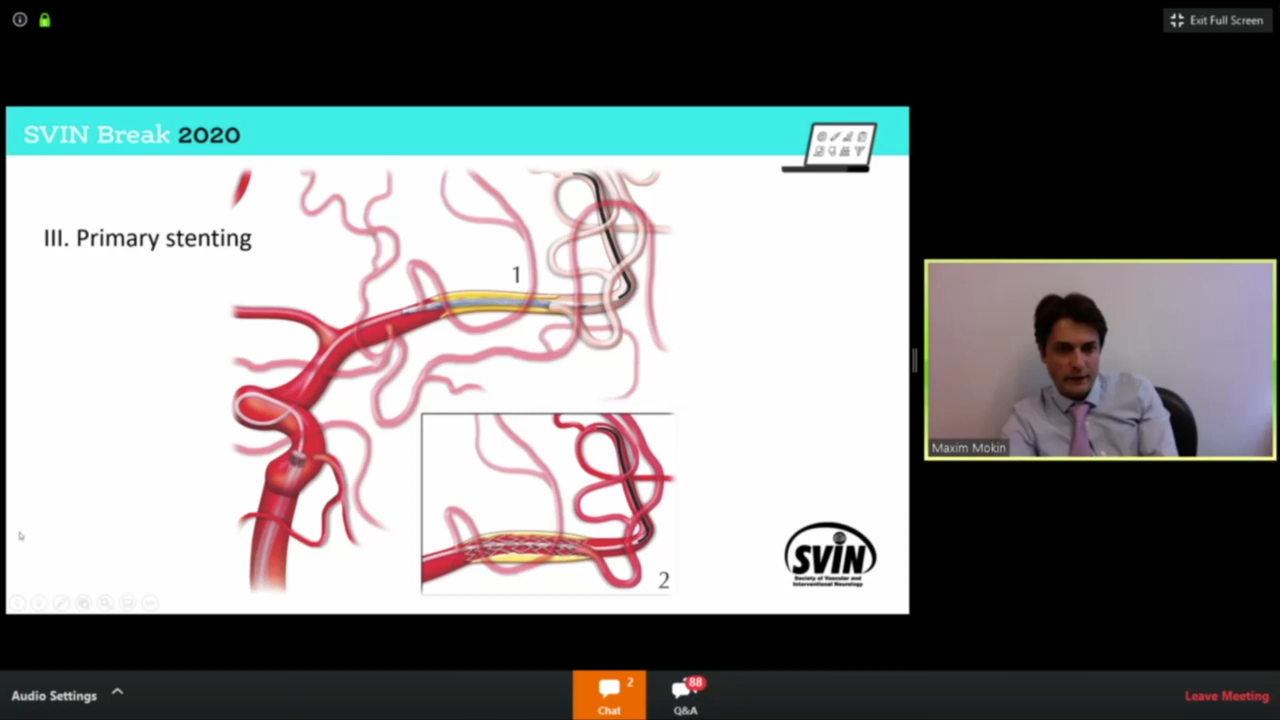 Exit Full Screen
SVIN Break 2020
III. Primary stenting
1
2
SVIN
Society of Vascular and
Interventional Neurology
Maxim Mokin
Audio Settings
2
Chat
88
Q&A
Leave Meeting